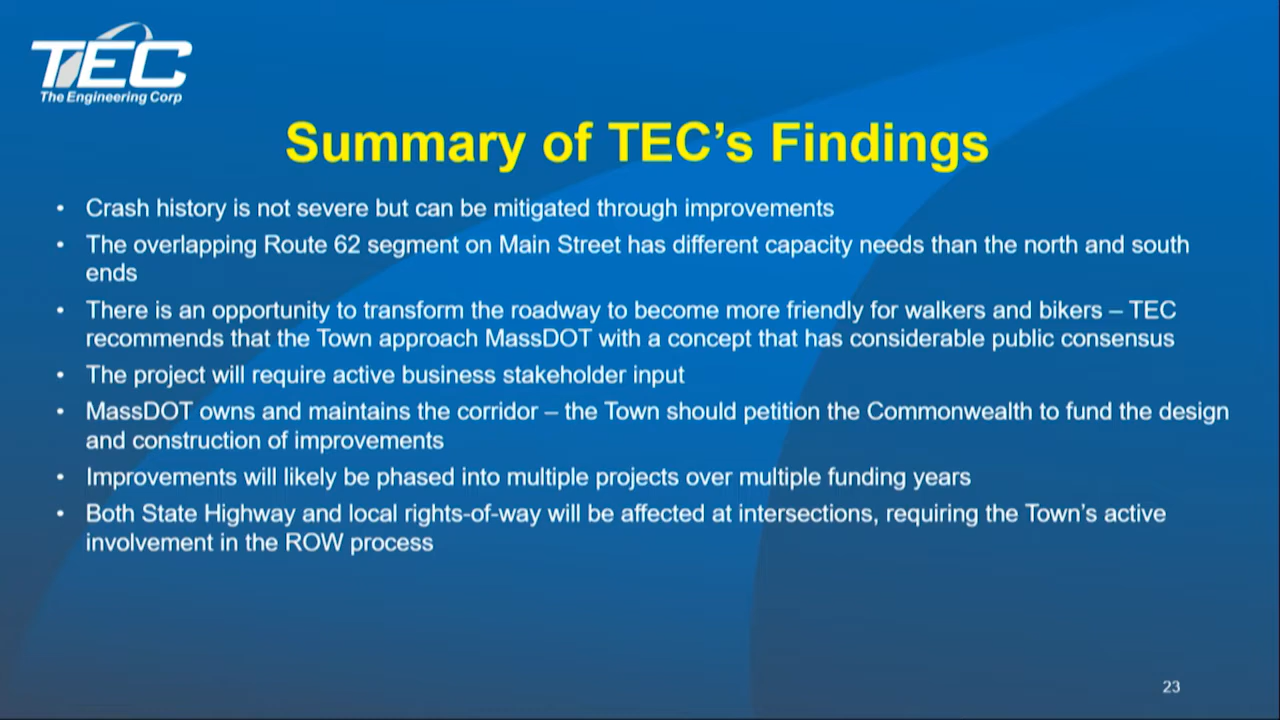 TEC
The Engineering Corp
Summary of TEC's Findings
• Crash history is not severe but can be mitigated through improvements
• The overlapping Route 62 segment on Main Street has different capacity needs than the north and south
ends
• There is an opportunity to transform the roadway to become more friendly for walkers and bikers – TEC
recommends that the Town approach MassDOT with a concept that has considerable public consensus
• The project will require active business stakeholder input
• MassDOT owns and maintains the corridor – the Town should petition the Commonwealth to fund the design
and construction of improvements
• Improvements will likely be phased into multiple projects over multiple funding years
• Both State Highway and local rights-of-way will be affected at intersections, requiring the Town's active
involvement in the ROW process
23